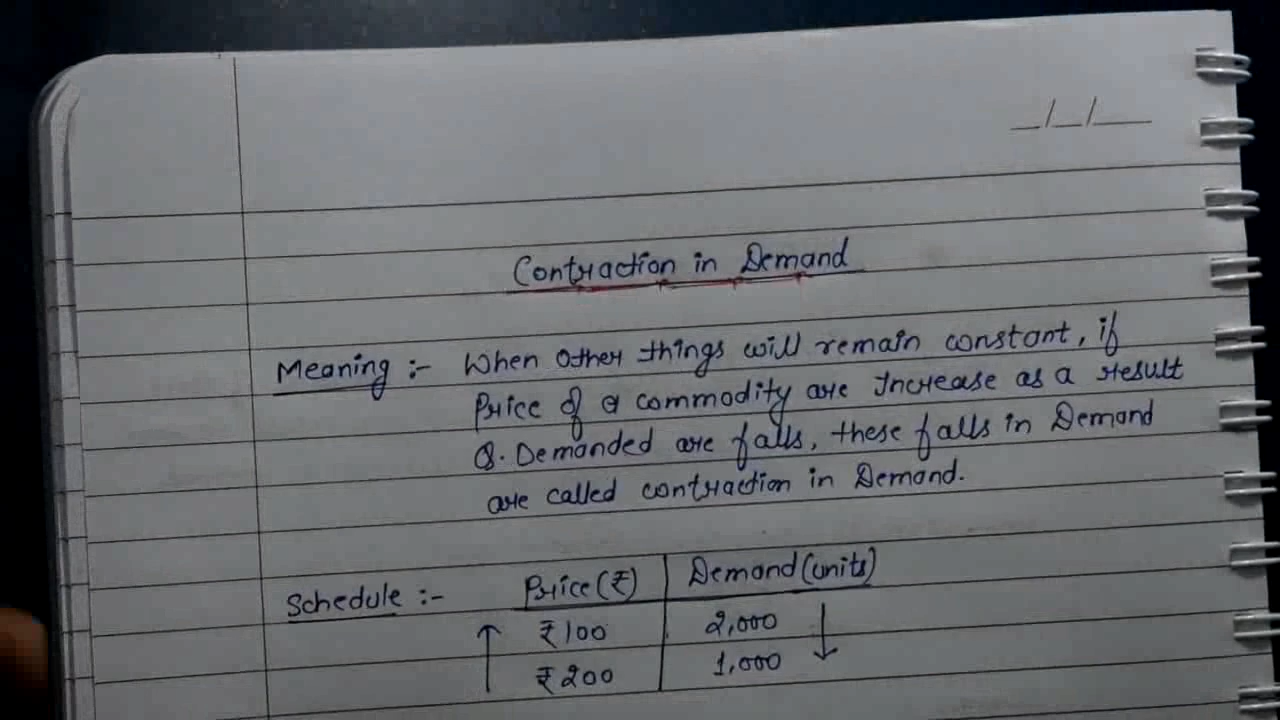 _/_/__
Contraction in Demand
Meaning :- When other things will remain constant, if
Price of a commodity are Increase as a result
Q. Demanded are falls, these falls in Demand
are called contraction in Demand.
Schedule :- Price (₹) Demand (units)
₹100 2,000
₹200 1,000